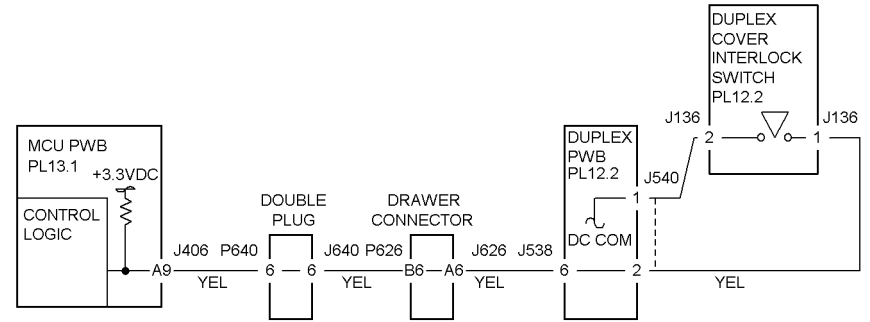 DUPLEX
COVER
INTERLOCK
SWITCH
PL12.2
J136
2
1
J136
MCU PWB
PL13.1
+3.3VDC
CONTROL
LOGIC
DOUBLE
PLUG
DRAWER
CONNECTOR
DUPLEX
PWB
PL12.2
J540
1
DC COM
J406
P640
J640
P626
J626
J538
A9
6
6
B6
A6
6
2
YEL
YEL
YEL
YEL